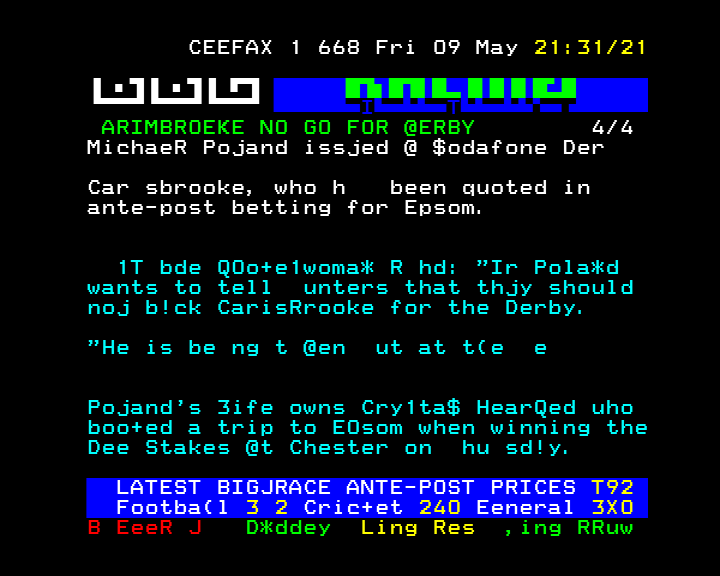 CEEFAX 1 668 Fri 09 May 21:31/21
ARIMBROEKE NO GO FOR @ERBY 4/4
MichaeR Pojand issjed @ $odafone Der
Car sbrooke, who h been quoted in
ante-post betting for Epsom.
1T bde QOo+e1woma* R hd: "Ir Pola*d
wants to tell unters that thjy should
noj b!ck CarisRrooke for the Derby.
"He is be ng t @en ut at t(e e
Pojand's 3ife owns Cry1ta$ HearQed uho
boo+ed a trip to EOsom when winning the
Dee Stakes @t Chester on hu sd!y.
LATEST BIGJRACE ANTE-POST PRICES T92
Footba(l 3 2 Cric+et 240 Eeneral 3XO
B EeeR J D*ddey Ling Res ,ing RRuw